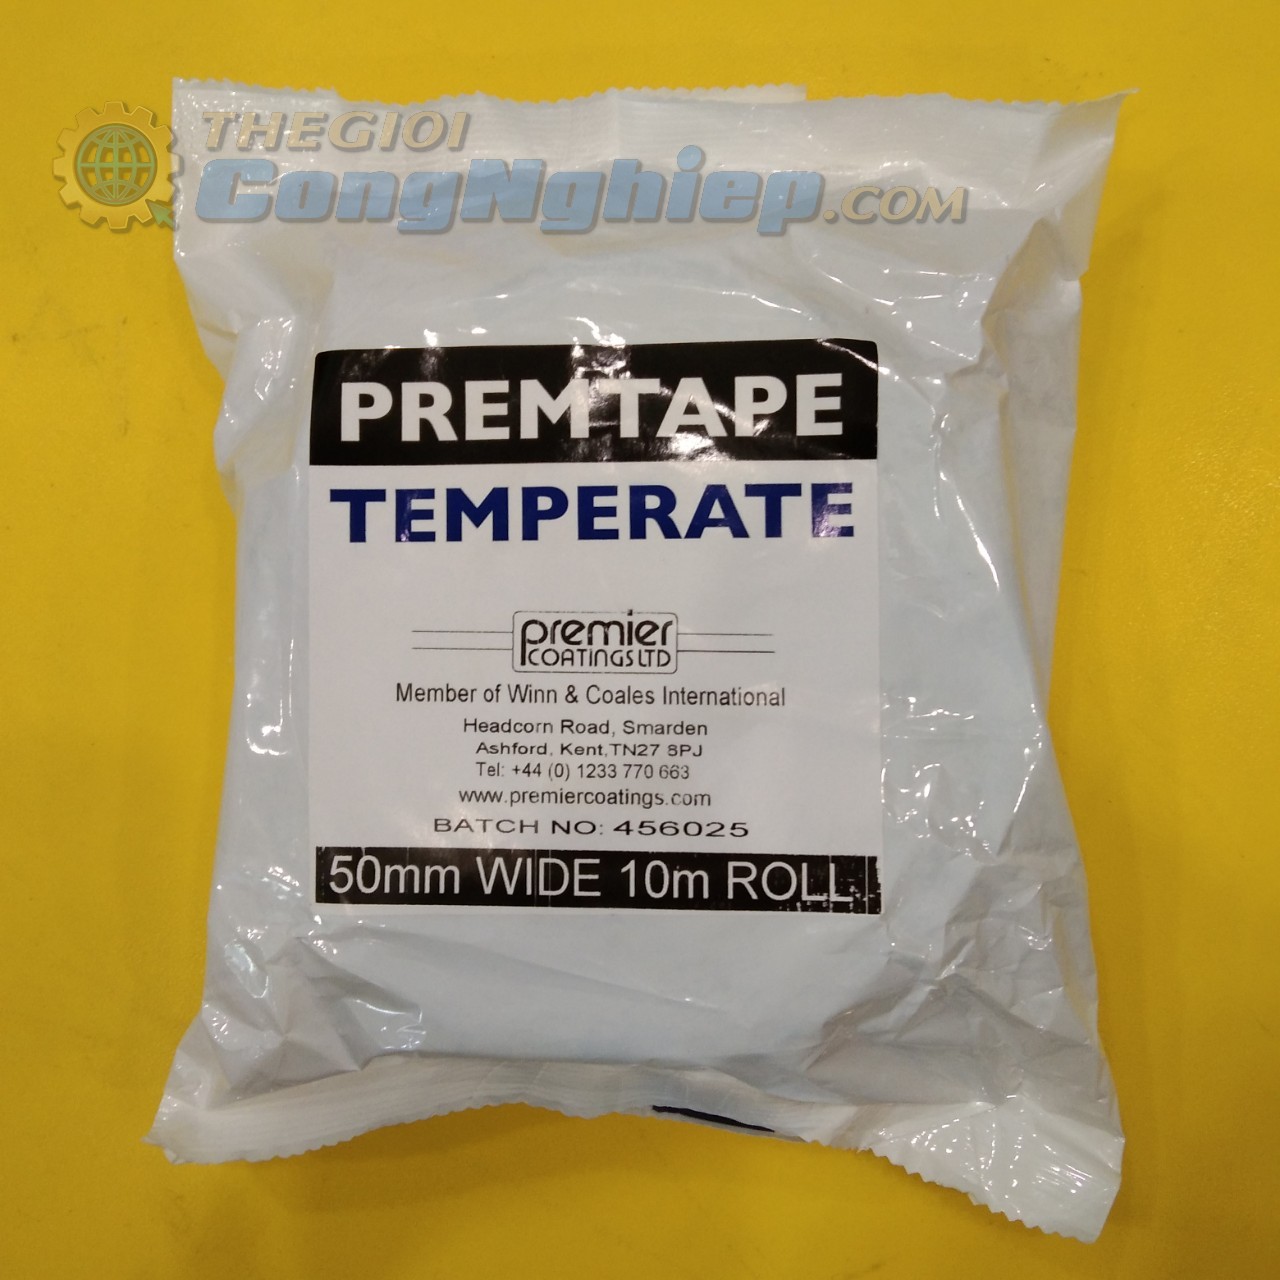 THEGIOI
CongNghiep.COM
PREMTAPE
TEMPERATE
premier
COATINGS LTD
Member of Winn & Coales International
Headcorn Road, Smarden
Ashford, Kent, TN27 8PJ
Tel: +44 (0) 1233 770 663
www.premiercoatings.com
BATCH NO: 456025
50mm WIDE 10m ROLL